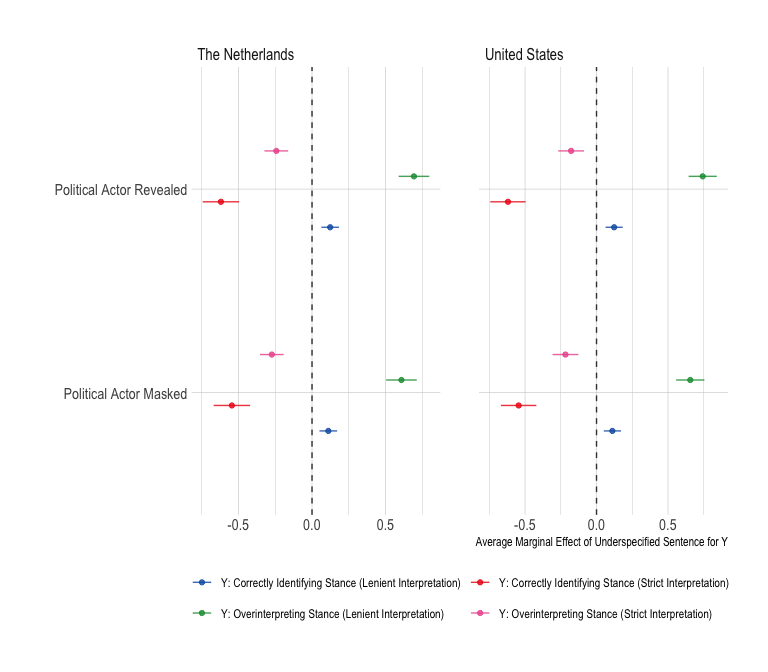 The Netherlands
United States
Political Actor Revealed
Political Actor Masked
-0.5 0.0 0.5
-0.5 0.0 0.5
Average Marginal Effect of Underspecified Sentence for Y
Y: Correctly Identifying Stance (Lenient Interpretation)
Y: Correctly Identifying Stance (Strict Interpretation)
Y: Overinterpreting Stance (Lenient Interpretation)
Y: Overinterpreting Stance (Strict Interpretation)